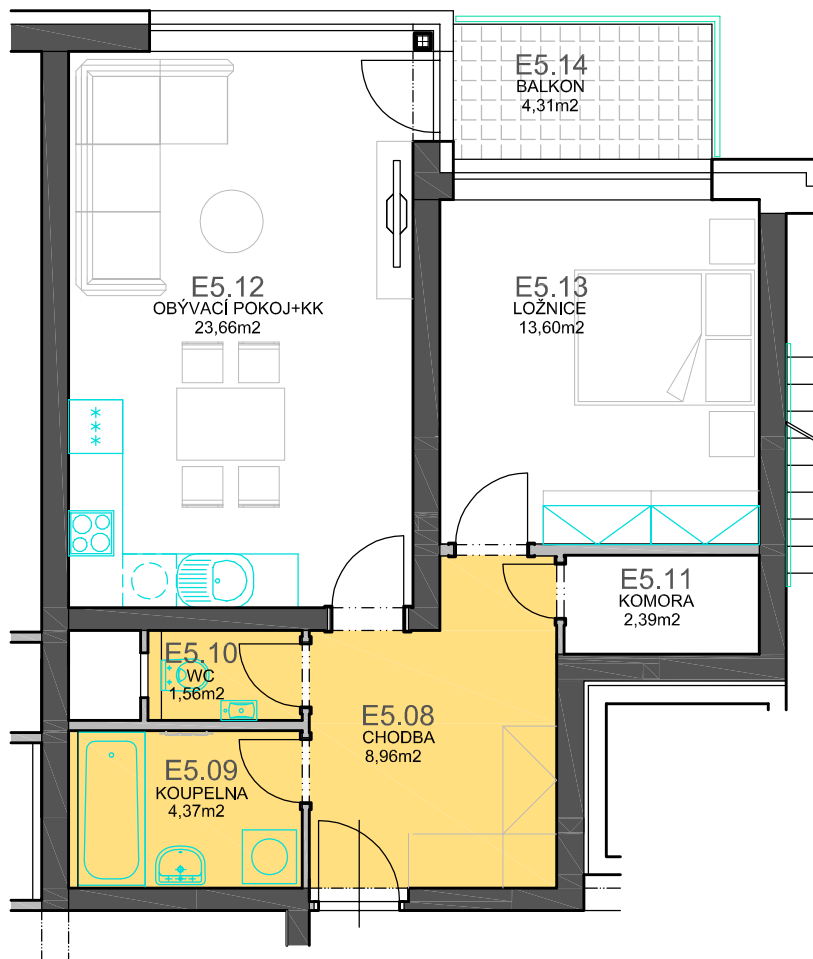 E5.14
BALKON
4,31m2
E5.12
OBÝVACÍ POKOJ+KK
23,66m2
E5.13
LOŽNICE
13,60m2
E5.11
KOMORA
2,39m2
E5.10
WC
1,56m2
E5.08
CHODBA
8,96m2
E5.09
KOUPELNA
4,37m2